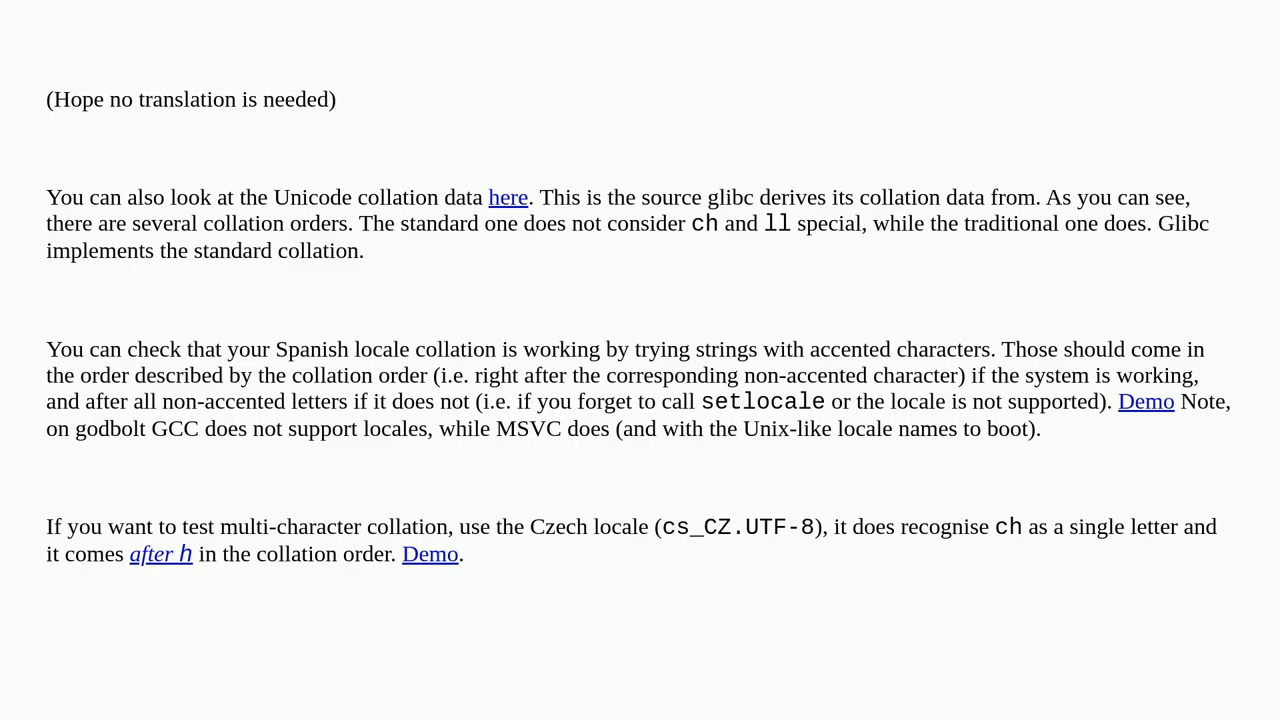 (Hope no translation is needed)
You can also look at the Unicode collation data here. This is the source glibc derives its collation data from. As you can see,
there are several collation orders. The standard one does not consider ch and ll special, while the traditional one does. Glibc
implements the standard collation.
You can check that your Spanish locale collation is working by trying strings with accented characters. Those should come in
the order described by the collation order (i.e. right after the corresponding non-accented character) if the system is working,
and after all non-accented letters if it does not (i.e. if you forget to call setlocale or the locale is not supported). Demo Note,
on godbolt GCC does not support locales, while MSVC does (and with the Unix-like locale names to boot).
If you want to test multi-character collation, use the Czech locale (cs_CZ.UTF-8), it does recognise ch as a single letter and
it comes after h in the collation order. Demo.